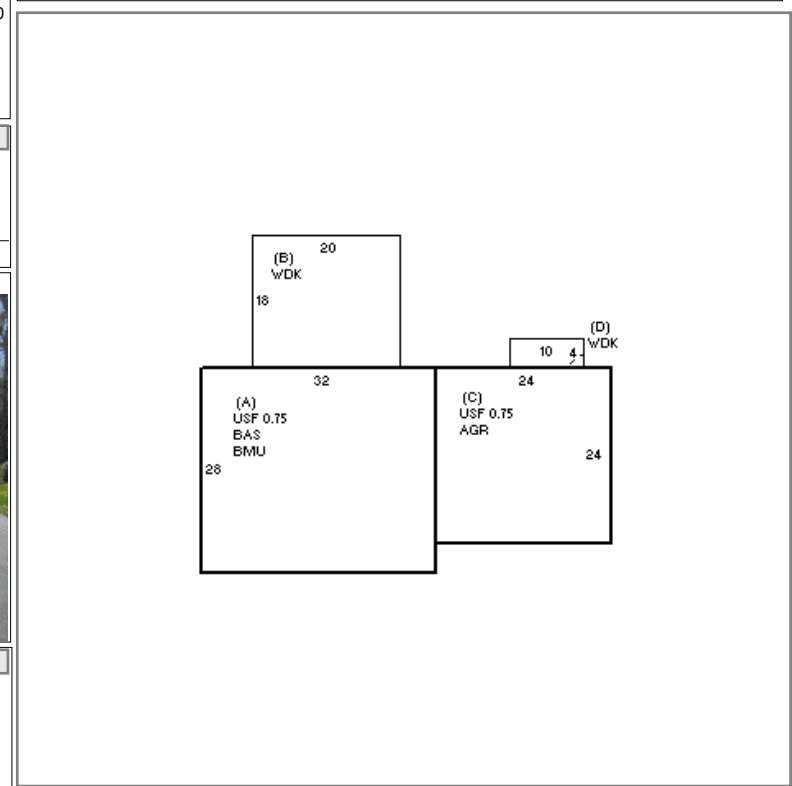 20
(B)
WDK
18
(D)
WDK
10 4
32
24
(A)
USF 0.75
BAS
BMU
(C)
USF 0.75
AGR
24
28